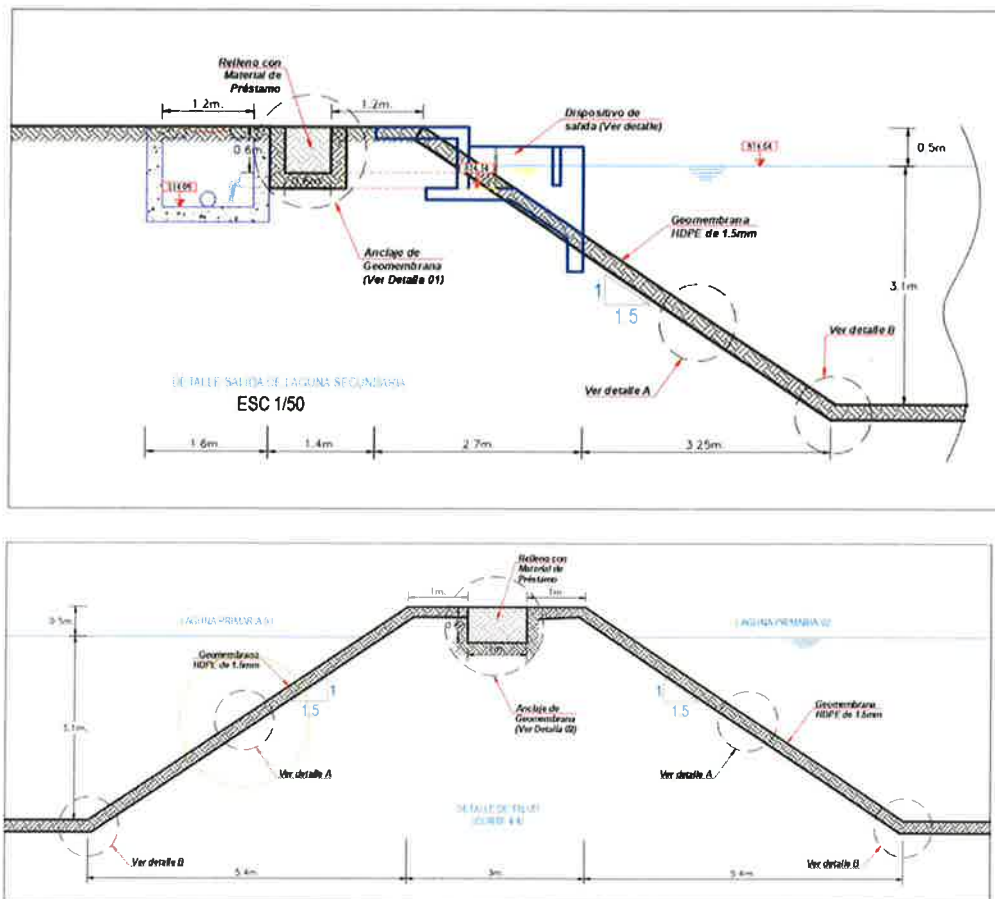 Relleno con
Material de
Préstamo
1.2m.
1.2m.
Dispositivo de
salida (Ver detalle)
0.5m
0.6m
Geomembrana
HDPE de 1.5mm
Anclaje de
Geomembrana
(Ver Detalle 01)
3.1m.
1
1.5
Ver detalle B
Ver detalle A
DETALLE SALIDA DE LAGUNA SECUNDARIA
ESC 1/50
1.6m.
1.4m.
2.7m.
3.25m.
Relleno con
Material de
Préstamo
1m.
1m.
0.5m.
LAGUNA PRIMARIA 01
LAGUNA PRIMARIA 02
Geomembrana
HDPE de 1.5mm
1
1.5
1
1.5
Anclaje de
Geomembrana
(Ver Detalle 02)
Geomembrana
HDPE de 1.5mm
3.1m.
Ver detalle A
Ver detalle A
DETALLE DE TALUD
Ver detalle B
Ver detalle B
5.4m.
3m.
5.4m.